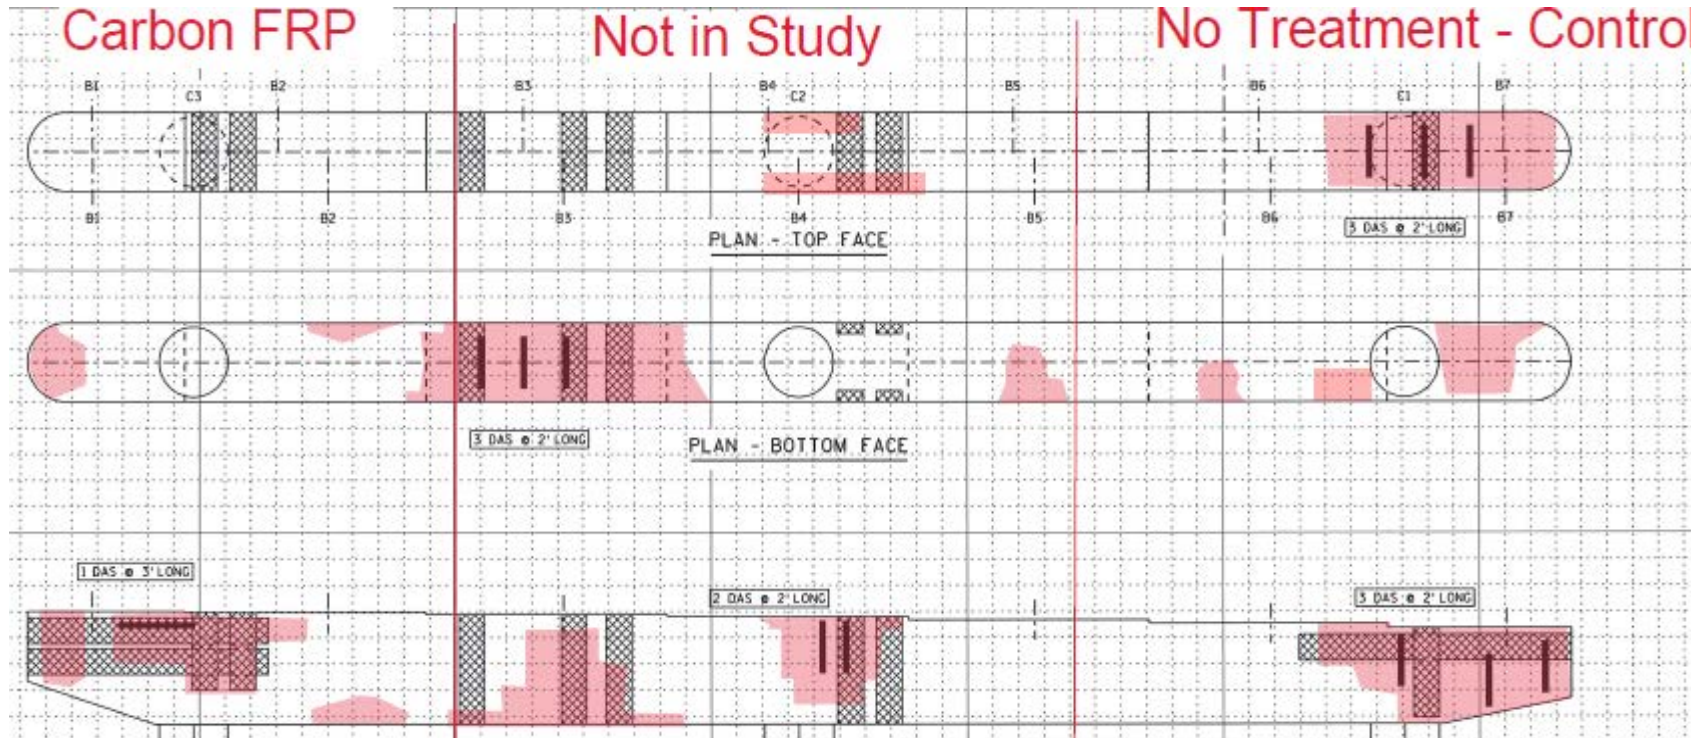 Carbon FRP
Not in Study
No Treatment - Control
B1 B2 B3 B4 B5 B6 B7
C3 C2 C1
B1 B2 B3 B4 B5 B6 B7
3 DAS @ 2' LONG
PLAN - TOP FACE
3 DAS @ 2' LONG
PLAN - BOTTOM FACE
1 DAS @ 3' LONG
2 DAS @ 2' LONG
3 DAS @ 2' LONG